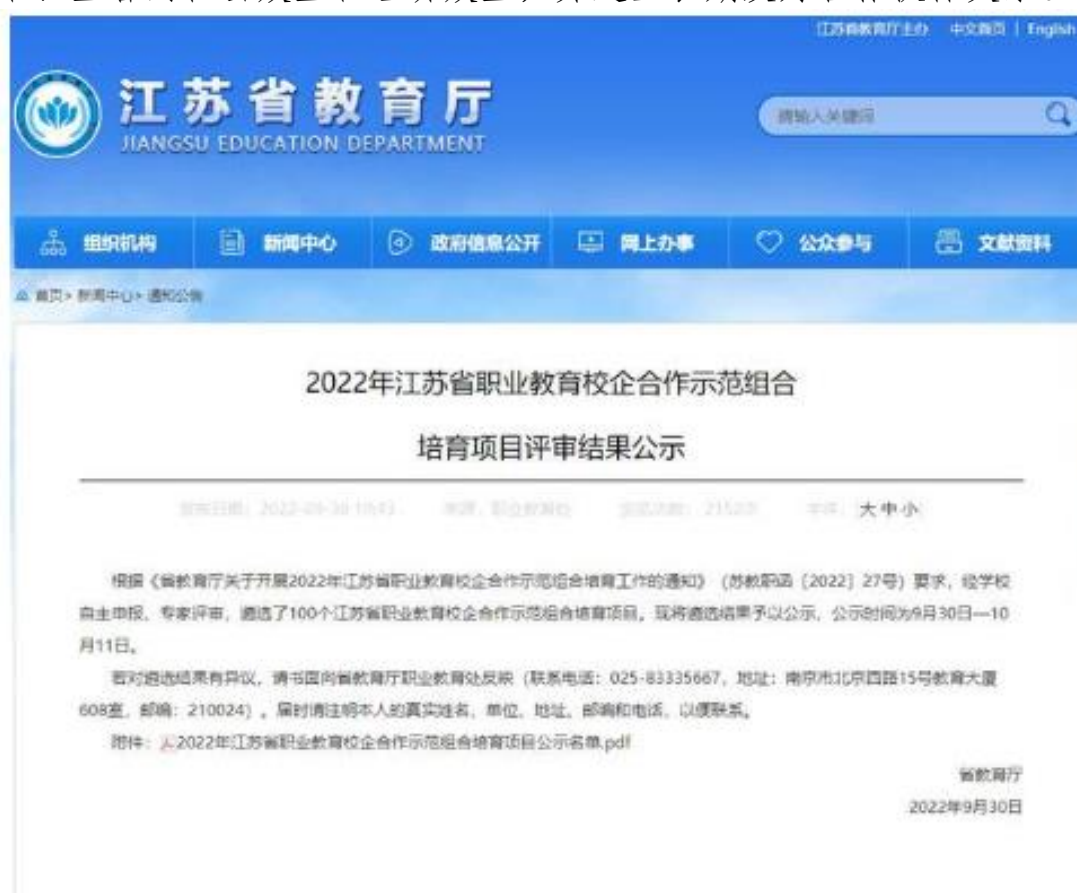 江苏省教育厅主办 中文首页 | English
江苏省教育厅
JIANGSU EDUCATION DEPARTMENT
请输入关键词
组织机构 新闻中心 政府信息公开 网上办事 公众参与 文献资料
首页> 新闻中心> 通知公告
2022年江苏省职业教育校企合作示范组合
培育项目评审结果公示
大 中 小
根据《省教育厅关于开展2022年江苏省职业教育校企合作示范组合培育工作的通知》（苏教职函〔2022〕27号）要求，经学校
自主申报、专家评审，遴选了100个江苏省职业教育校企合作示范组合培育项目。现将遴选结果予以公示，公示时间为9月30日—10
月11日。
若对遴选结果有异议，请书面向省教育厅职业教育处反映（联系电话：025-83335667，地址：南京市北京西路15号教育大厦
608室，邮编：210024）。届时请注明本人的真实姓名、单位、地址、邮编和电话，以便联系。
附件：2022年江苏省职业教育校企合作示范组合培育项目公示名单.pdf
省教育厅
2022年9月30日